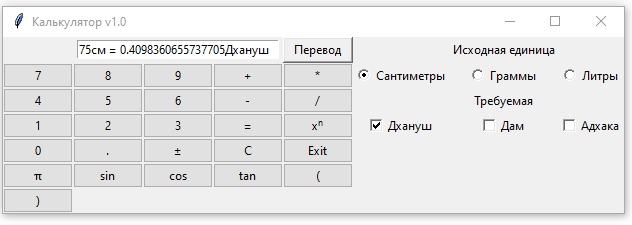 Калькулятор v1.0
75см = 0.4098360655737705Дхануш Перевод Исходная единица
7 8 9 + * Сантиметры Граммы Литры
4 5 6 - / Требуемая
1 2 3 = xⁿ Дхануш Дам Адхака
0 . ± C Exit
π sin cos tan (
)